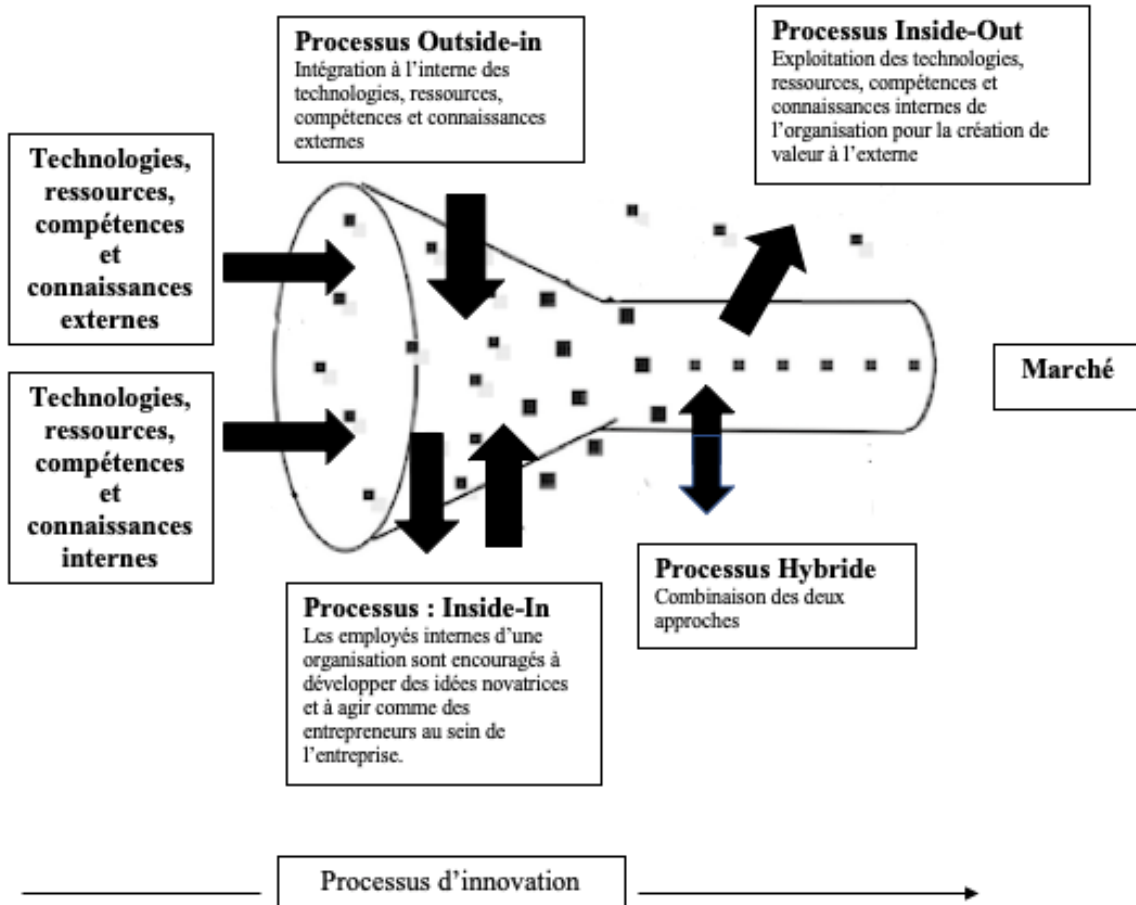 Processus Outside-in
Intégration à l'interne des
technologies, ressources,
compétences et connaissances
externes
Processus Inside-Out
Exploitation des technologies,
ressources, compétences et
connaissances internes de
l'organisation pour la création de
valeur à l'externe
Technologies,
ressources,
compétences
et
connaissances
externes
Technologies,
ressources,
compétences
et
connaissances
internes
Marché
Processus : Inside-In
Les employés internes d'une
organisation sont encouragés à
développer des idées novatrices
et à agir comme des
entrepreneurs au sein de
l'entreprise.
Processus Hybride
Combinaison des deux
approches
Processus d'innovation